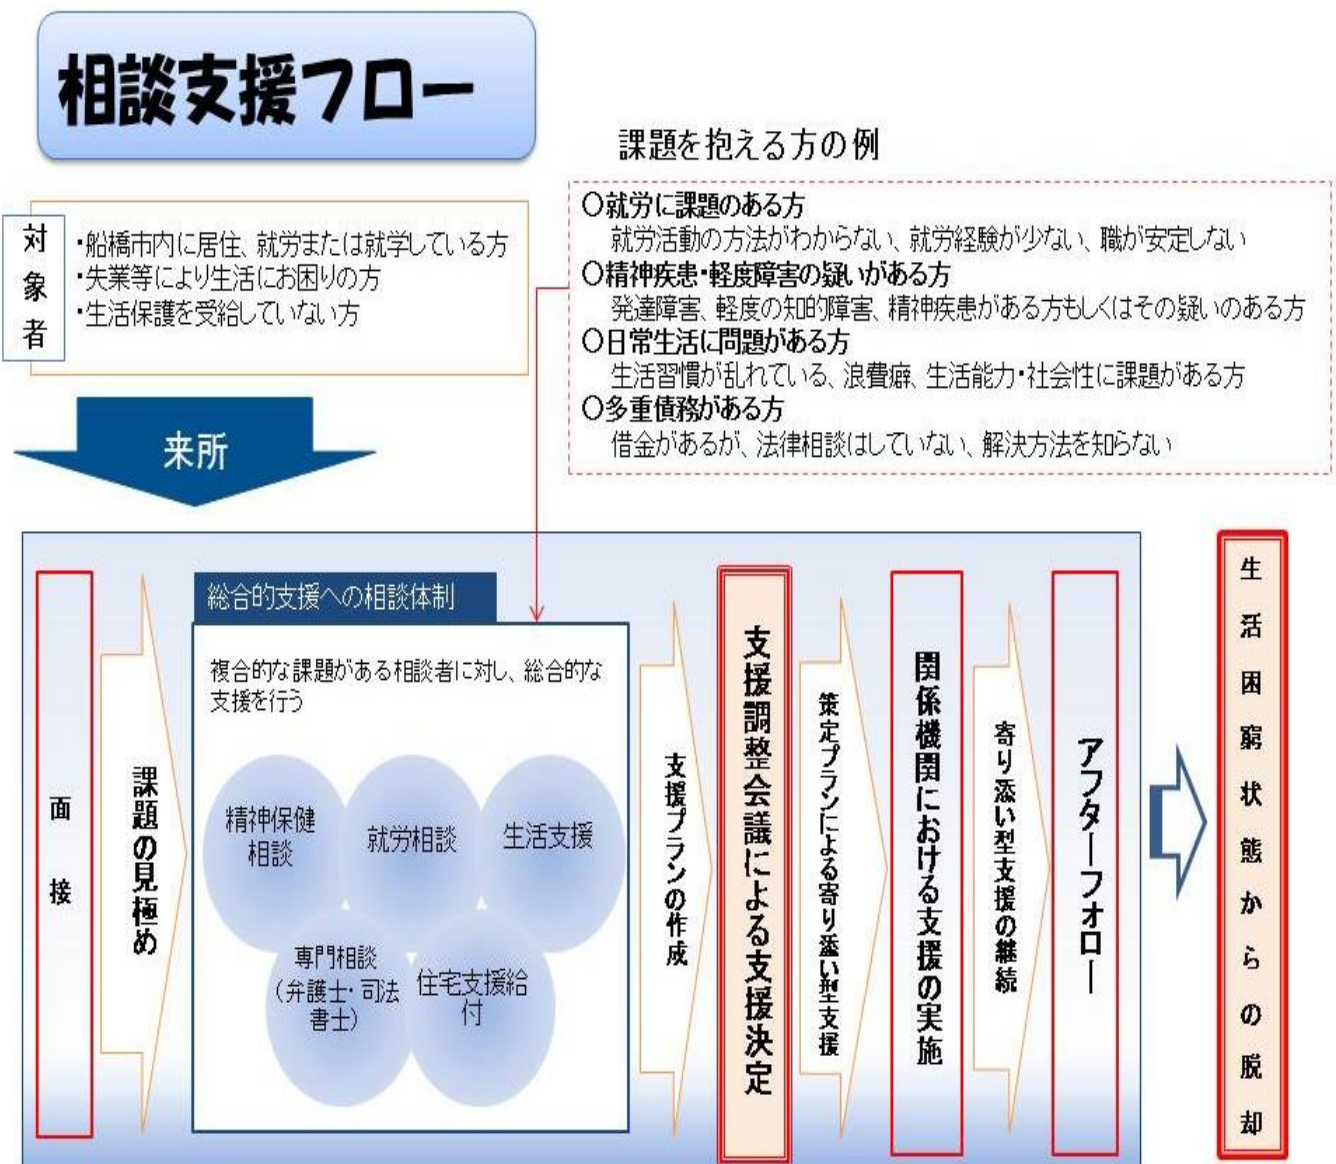 相談支援フロー
課題を抱える方の例
対象者
・船橋市内に居住、就労または就学している方
・失業等により生活にお困りの方
・生活保護を受給していない方
○就労に課題のある方
就労活動の方法がわからない、就労経験が少ない、職が安定しない
○精神疾患・軽度障害の疑いがある方
発達障害、軽度の知的障害、精神疾患がある方もしくはその疑いのある方
○日常生活に問題がある方
生活習慣が乱れている、浪費癖、生活能力・社会性に課題がある方
○多重債務がある方
借金があるが、法律相談はしていない、解決方法を知らない
来所
面接
課題の見極め
総合的支援への相談体制
複合的な課題がある相談者に対し、総合的な
支援を行う
精神保健
相談
就労相談
生活支援
専門相談
（弁護士・司法
書士）
住宅支援給
付
支援プランの作成
支援調整会議による支援決定
策定プランによる寄り添い型支援
関係機関における支援の実施
寄り添い型支援の継続
アフターフォロー
生活困窮状態からの脱却